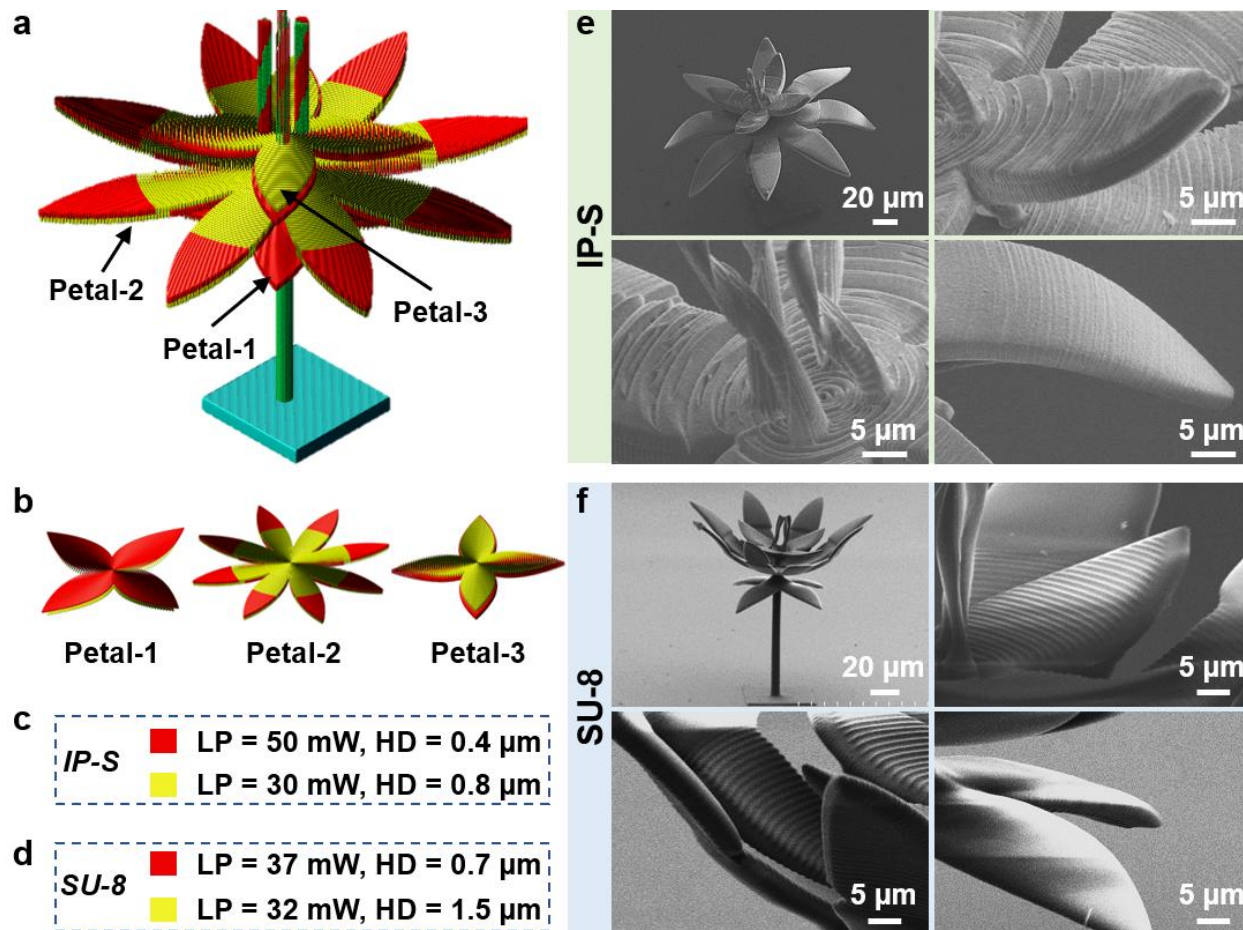 a
Petal-2
Petal-3
Petal-1
b
Petal-1
Petal-2
Petal-3
c
IP-S
LP = 50 mW, HD = 0.4 µm
LP = 30 mW, HD = 0.8 µm
d
SU-8
LP = 37 mW, HD = 0.7 µm
LP = 32 mW, HD = 1.5 µm
e
IP-S
20 µm
5 µm
5 µm
5 µm
f
SU-8
20 µm
5 µm
5 µm
5 µm